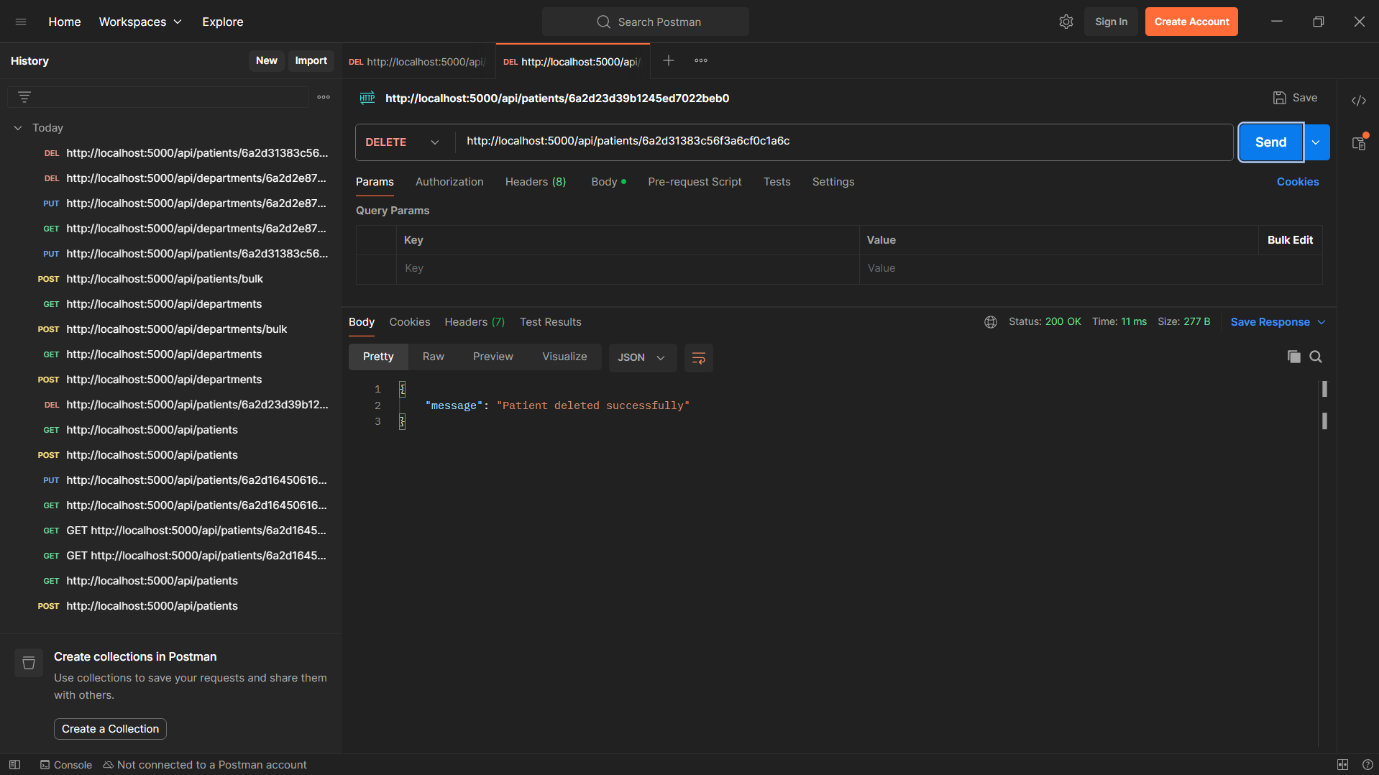 Home Workspaces Explore Search Postman Sign In Create Account
History New Import
DEL http://localhost:5000/api/ DEL http://localhost:5000/api/
http://localhost:5000/api/patients/6a2d23d39b1245ed7022beb0 Save
DELETE http://localhost:5000/api/patients/6a2d31383c56f3a6cf0c1a6c Send
Params Authorization Headers (8) Body Pre-request Script Tests Settings Cookies
Query Params
Key Value Bulk Edit
Key Value
Today
DEL http://localhost:5000/api/patients/6a2d31383c56...
DEL http://localhost:5000/api/departments/6a2d2e87...
PUT http://localhost:5000/api/departments/6a2d2e87...
GET http://localhost:5000/api/departments/6a2d2e87...
PUT http://localhost:5000/api/patients/6a2d31383c56...
POST http://localhost:5000/api/patients/bulk
GET http://localhost:5000/api/departments
POST http://localhost:5000/api/departments/bulk
GET http://localhost:5000/api/departments
POST http://localhost:5000/api/departments
DEL http://localhost:5000/api/patients/6a2d23d39b12...
GET http://localhost:5000/api/patients
POST http://localhost:5000/api/patients
PUT http://localhost:5000/api/patients/6a2d16450616...
GET http://localhost:5000/api/patients/6a2d16450616...
GET GET http://localhost:5000/api/patients/6a2d1645...
GET GET http://localhost:5000/api/patients/6a2d1645...
GET http://localhost:5000/api/patients
POST http://localhost:5000/api/patients
Create collections in Postman
Use collections to save your requests and share them
with others.
Create a Collection
Body Cookies Headers (7) Test Results Status: 200 OK Time: 11 ms Size: 277 B Save Response
Pretty Raw Preview Visualize JSON
1 {
2 "message": "Patient deleted successfully"
3 }
Console Not connected to a Postman account